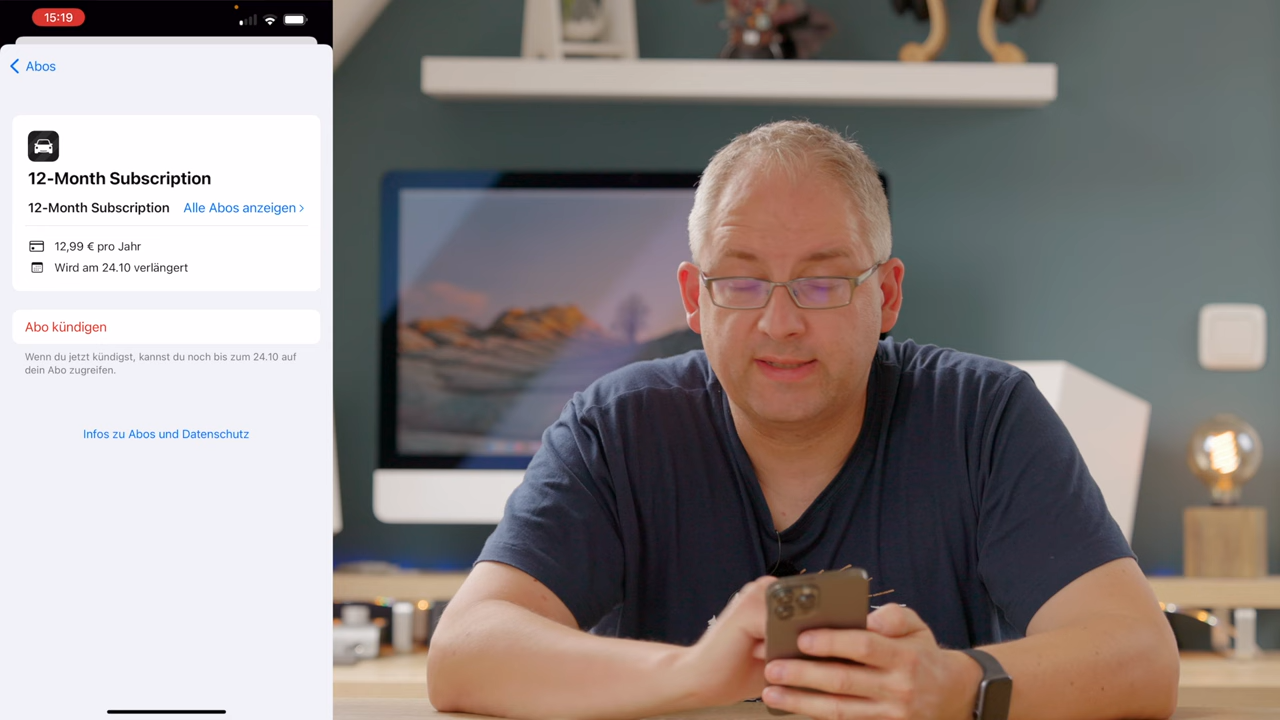 15:19
Abos
12-Month Subscription
12-Month Subscription Alle Abos anzeigen >
12,99 € pro Jahr
Wird am 24.10 verlängert
Abo kündigen
Wenn du jetzt kündigst, kannst du noch bis zum 24.10 auf
dein Abo zugreifen.
Infos zu Abos und Datenschutz